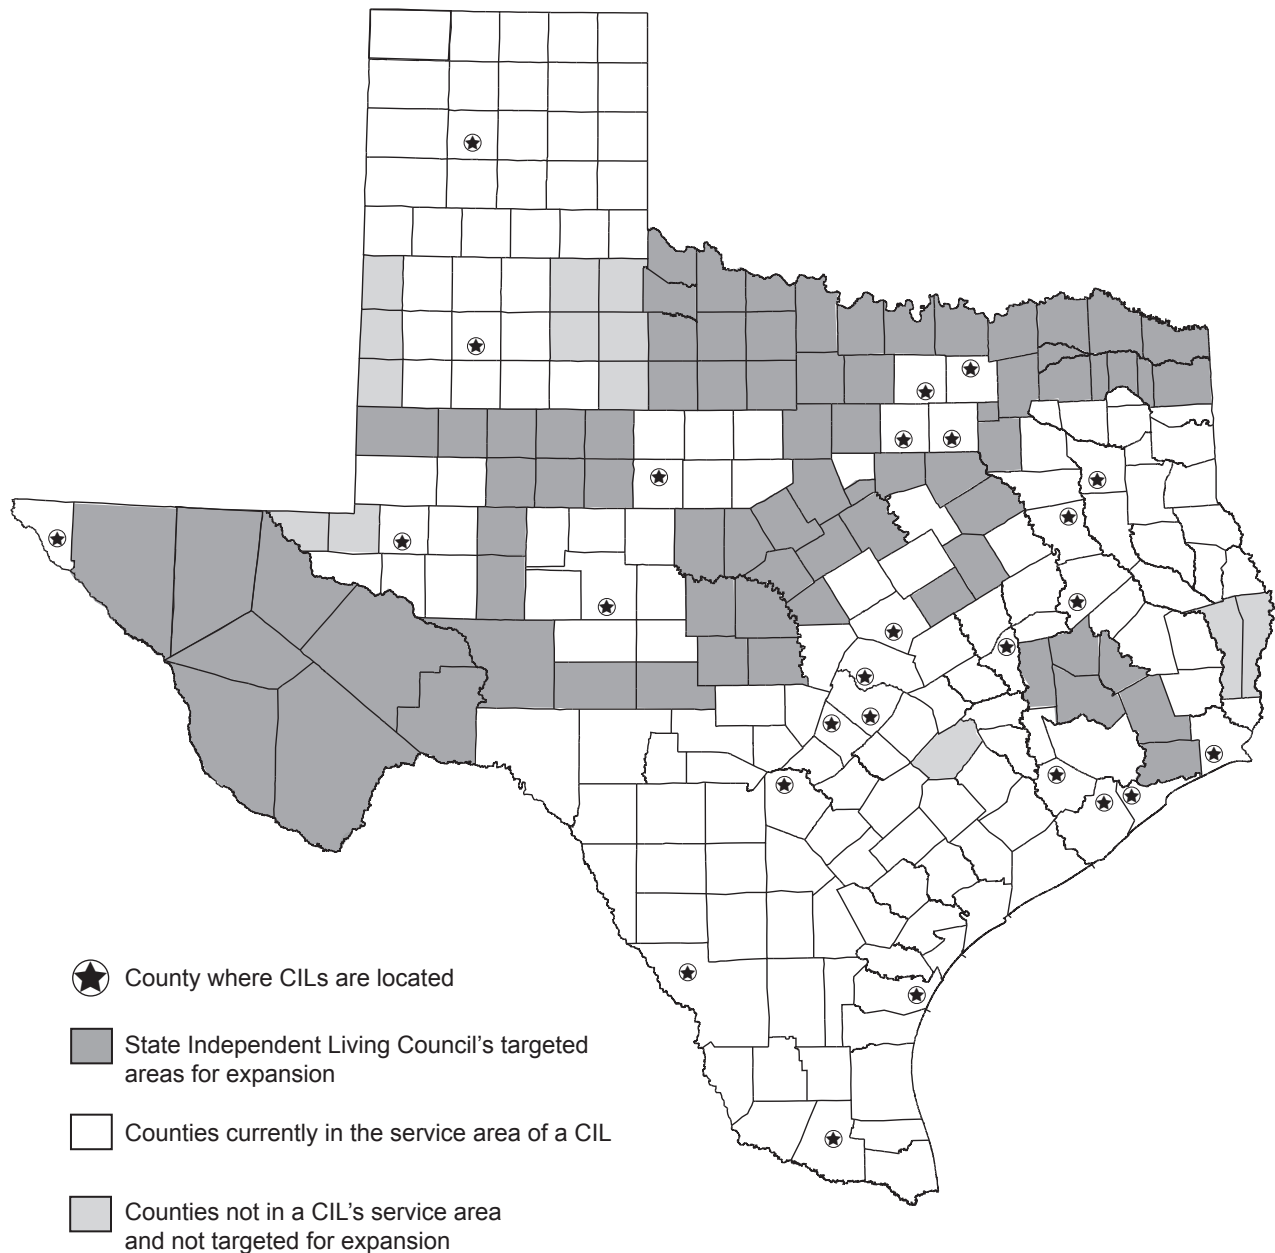 County where CILs are located
State Independent Living Council’s targeted
areas for expansion
Counties currently in the service area of a CIL
Counties not in a CIL’s service area
and not targeted for expansion